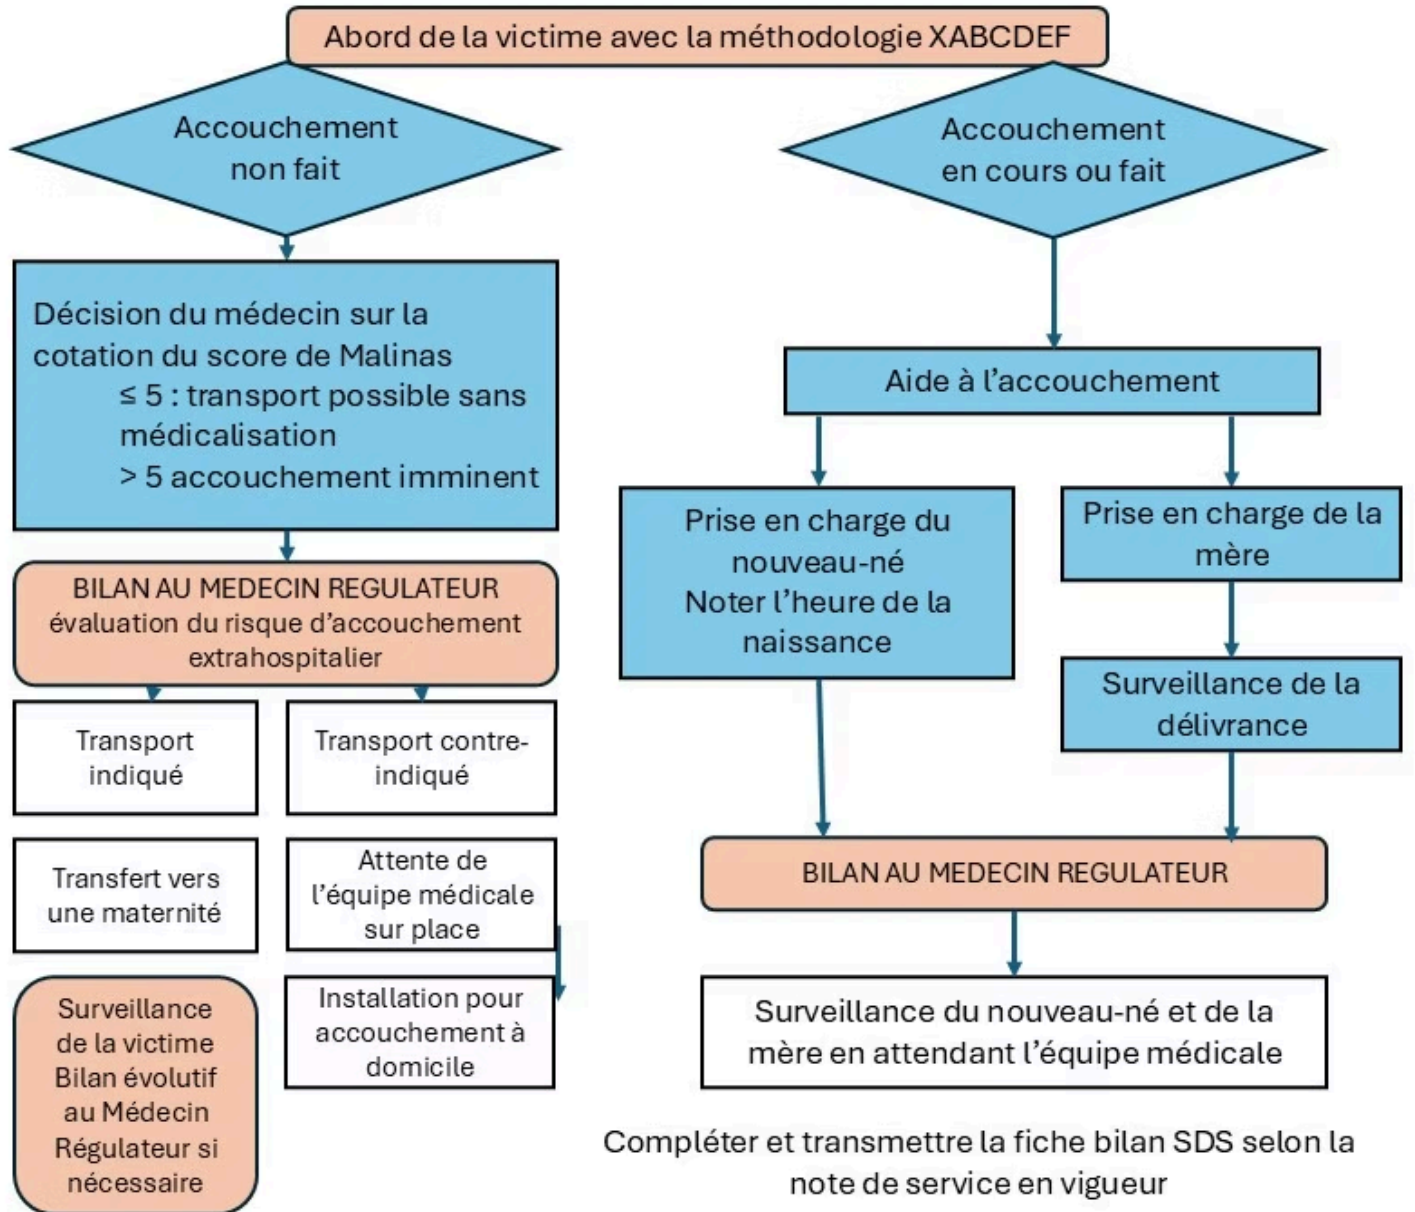 Abord de la victime avec la méthodologie XABCDEF
Accouchement
non fait
Décision du médecin sur la
cotation du score de Malinas
≤ 5 : transport possible sans
médicalisation
> 5 accouchement imminent
BILAN AU MEDECIN REGULATEUR
évaluation du risque d’accouchement
extrahospitalier
Transport
indiqué
Transfert vers
une maternité
Surveillance
de la victime
Bilan évolutif
au Médecin
Régulateur si
nécessaire
Transport contre-
indiqué
Attente de
l’équipe médicale
sur place
Installation pour
accouchement à
domicile
Accouchement
en cours ou fait
Aide à l’accouchement
Prise en charge du
nouveau-né
Noter l’heure de la
naissance
Prise en charge de la
mère
Surveillance de la
délivrance
BILAN AU MEDECIN REGULATEUR
Surveillance du nouveau-né et de la
mère en attendant l’équipe médicale
Compléter et transmettre la fiche bilan SDS selon la
note de service en vigueur